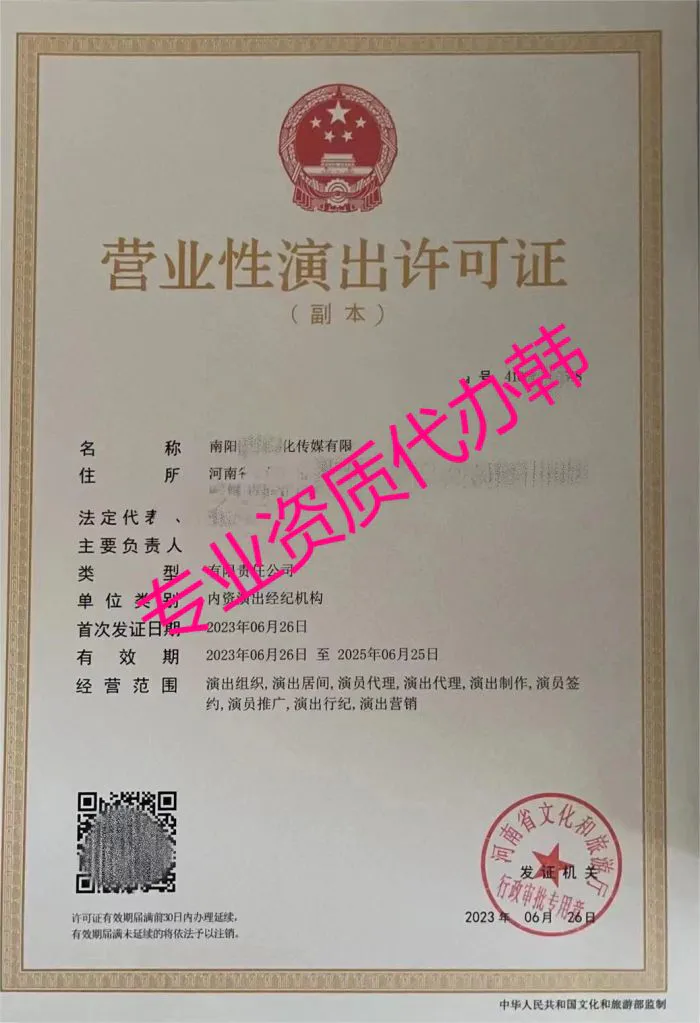 营业性演出许可证
（副本）
号 41 8
名 称 南阳 化传媒有限
住 所 河南
法定代表、
主要负责人
类 型 有限责任公司
单位类别 内资演出经纪机构
首次发证日期 2023年06月26日
有 效 期 2023年06月26日 至 2025年06月25日
经营范围 演出组织,演出居间,演员代理,演出代理,演出制作,演员签
约,演员推广,演出行纪,演出营销
专业资质代办韩
河南省文化和旅游厅
发证机关
行政审批专用章
2023年 06月 26日
许可证有效期届满前30日内办理延续,
有效期届满未延续的将依法予以注销。
中华人民共和国文化和旅游部监制